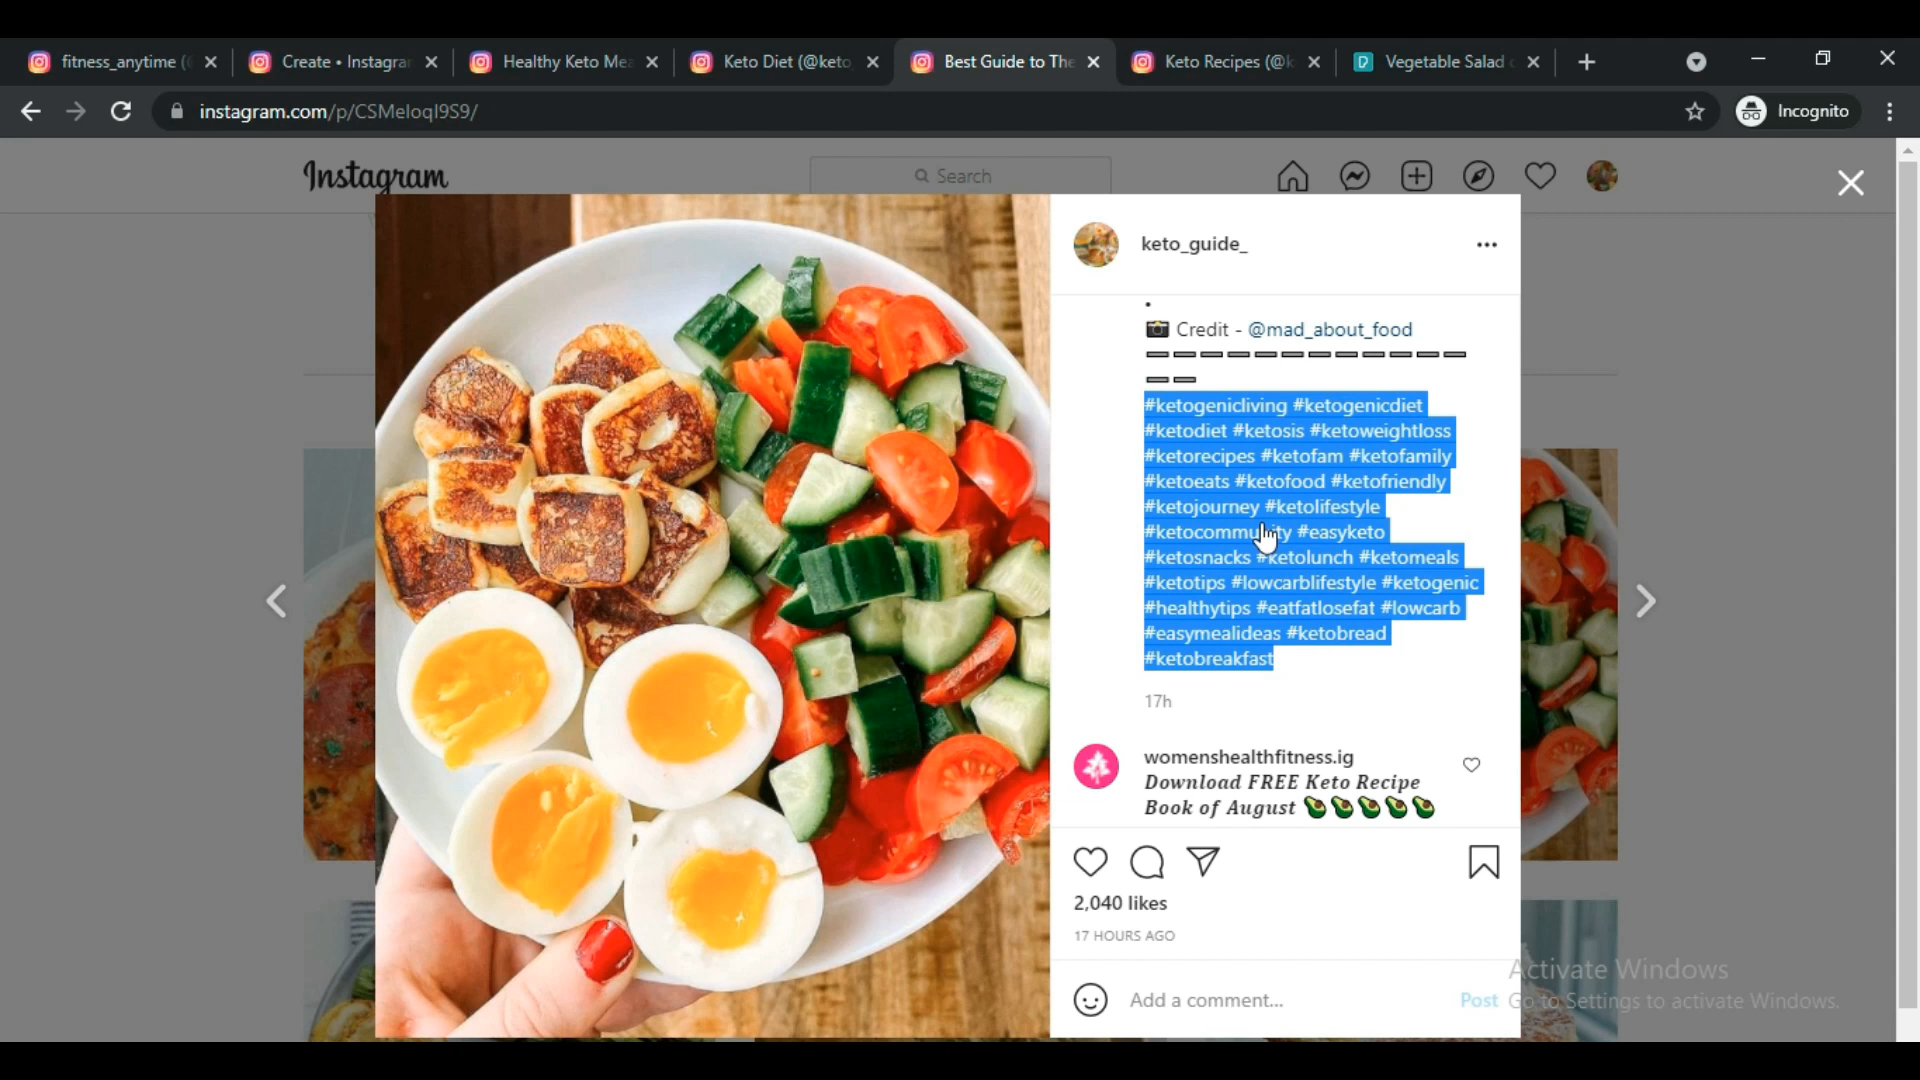 fitness_anytime (
Create • Instagra
Healthy Keto Me
Keto Diet (@keto
Best Guide to The
Keto Recipes (@k
Vegetable Salad
instagram.com/p/CSMeloqI9S9/
Incognito
Instagram
Search
keto_guide_
Credit - @mad_about_food
#ketogenicliving #ketogenicdiet
#ketodiet #ketosis #ketoweightloss
#ketorecipes #ketofam #ketofamily
#ketoeats #ketofood #ketofriendly
#ketojourney #ketolifestyle
#ketocommunity #easyketo
#ketosnacks #ketolunch #ketomeals
#ketotips #lowcarblifestyle #ketogenic
#healthytips #eatfatlosefat #lowcarb
#easymealideas #ketobread
#ketobreakfast
17h
womenshealthfitness.ig
Download FREE Keto Recipe
Book of August
2,040 likes
17 HOURS AGO
Add a comment...
Post
Activate Windows
Go to Settings to activate Windows.